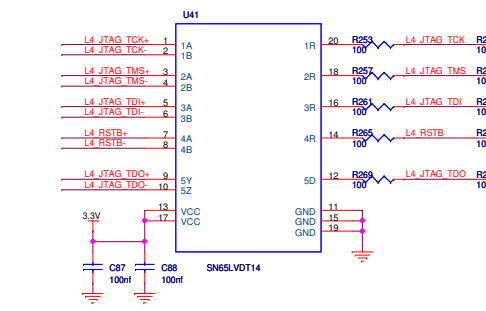 U41
L4_JTAG_TCK+ 1 1A 1R 20 R253 100 L4_JTAG_TCK
L4_JTAG_TCK- 2 1B
L4_JTAG_TMS+ 3 2A 2R 18 R257 100 L4_JTAG_TMS
L4_JTAG_TMS- 4 2B
L4_JTAG_TDI+ 5 3A 3R 16 R261 100 L4_JTAG_TDI
L4_JTAG_TDI- 6 3B
L4_RSTB+ 7 4A 4R 14 R265 100 L4_RSTB
L4_RSTB- 8 4B
L4_JTAG_TDO+ 9 5Y 5D 12 R269 100 L4_JTAG_TDO
L4_JTAG_TDO- 10 5Z
13 VCC GND 11
3.3V 17 VCC GND 15
GND 19
C87 100nf
C88 100nf
SN65LVDT14